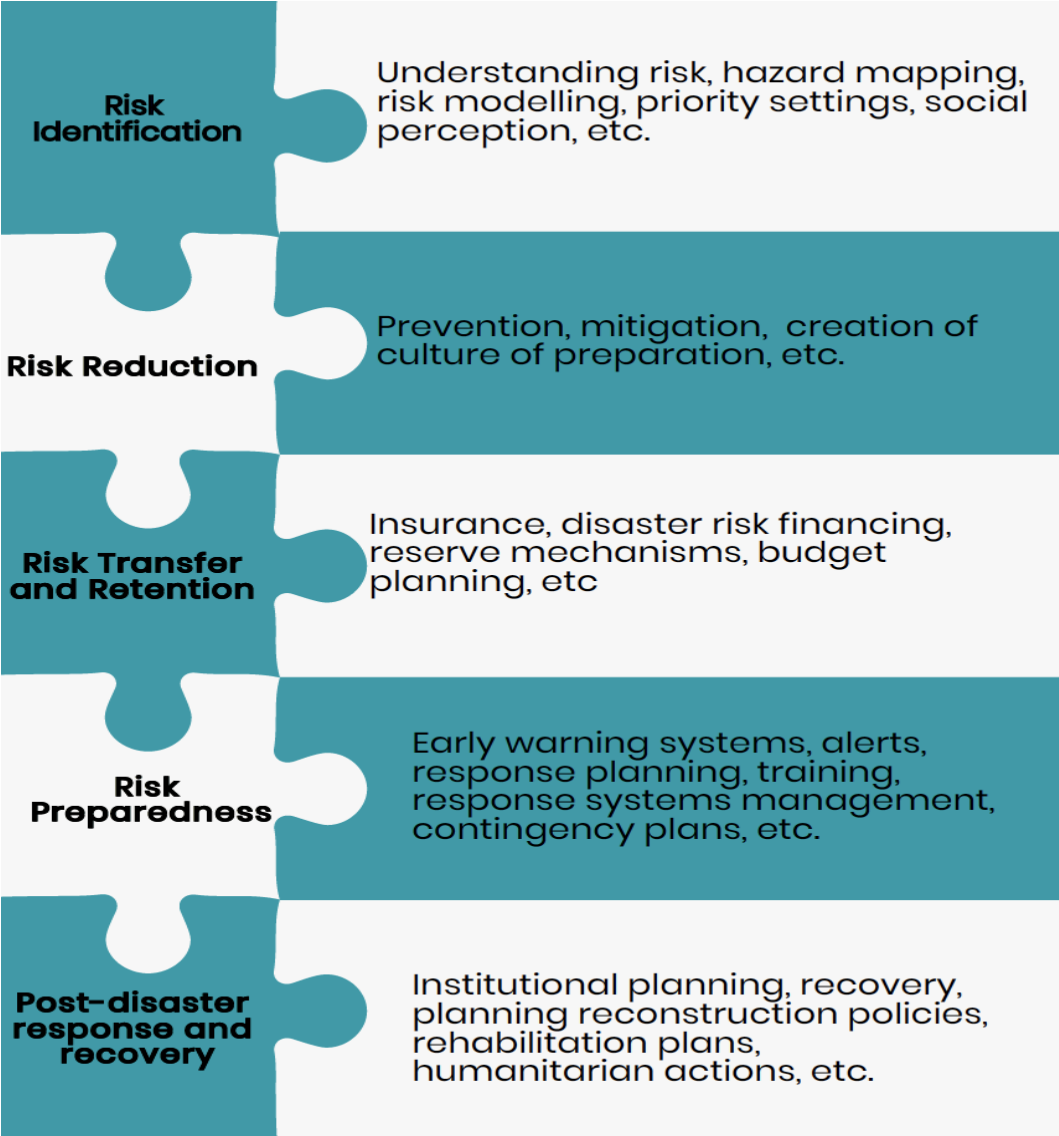 Risk
Identification
Understanding risk, hazard mapping,
risk modelling, priority settings, social
perception, etc.
Risk Reduction
Prevention, mitigation,  creation of
culture of preparation, etc.
Risk Transfer
and Retention
Insurance, disaster risk financing,
reserve mechanisms, budget
planning, etc
Risk
Preparedness
Early warning systems, alerts,
response planning, training,
response systems management,
contingency plans, etc.
Post-disaster
response and
recovery
Institutional planning, recovery,
planning reconstruction policies,
rehabilitation plans,
humanitarian actions, etc.